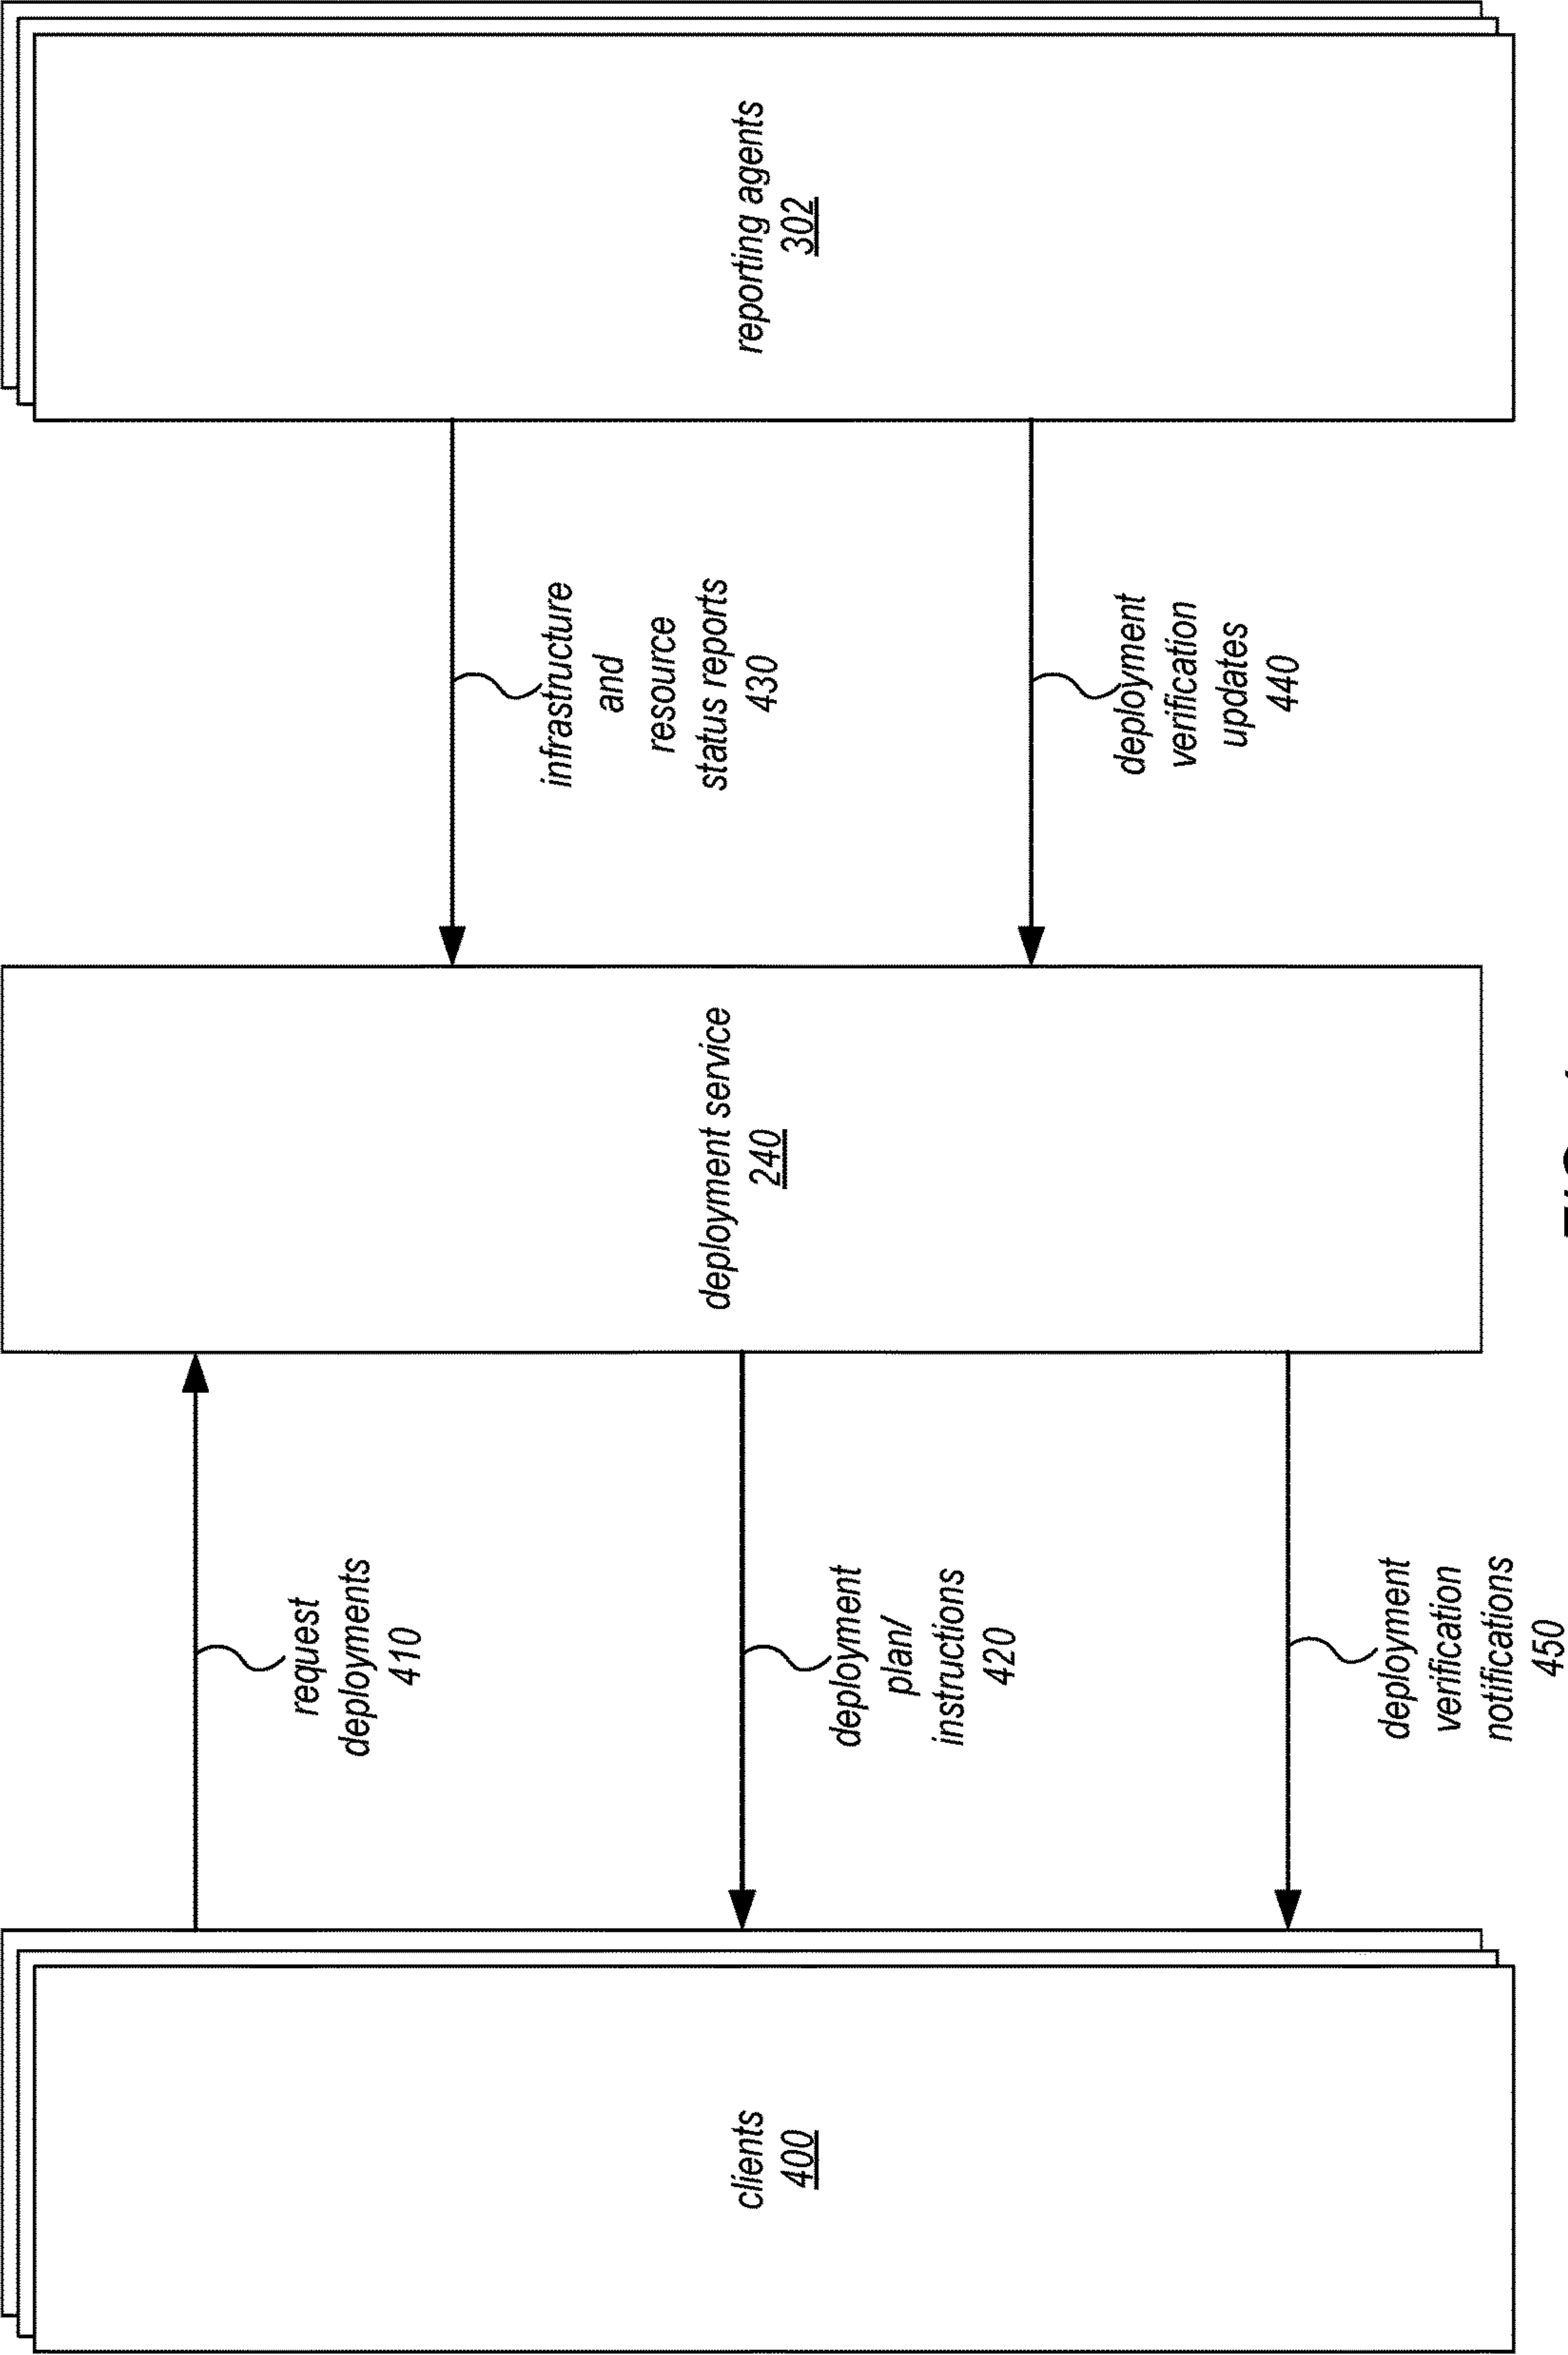 clients
400
request
deployments
410
deployment
plan/
instructions
420
deployment
verification
notifications
450
deployment service
240
infrastructure
and
resource
status reports
430
deployment
verification
updates
440
reporting agents
302